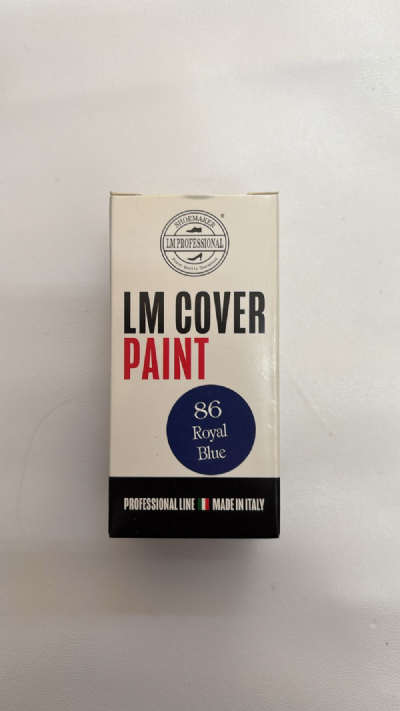 SHOEMAKER
®
LM PROFESSIONAL
LM COVER
PAINT
86
Royal
Blue
PROFESSIONAL LINE MADE IN ITALY